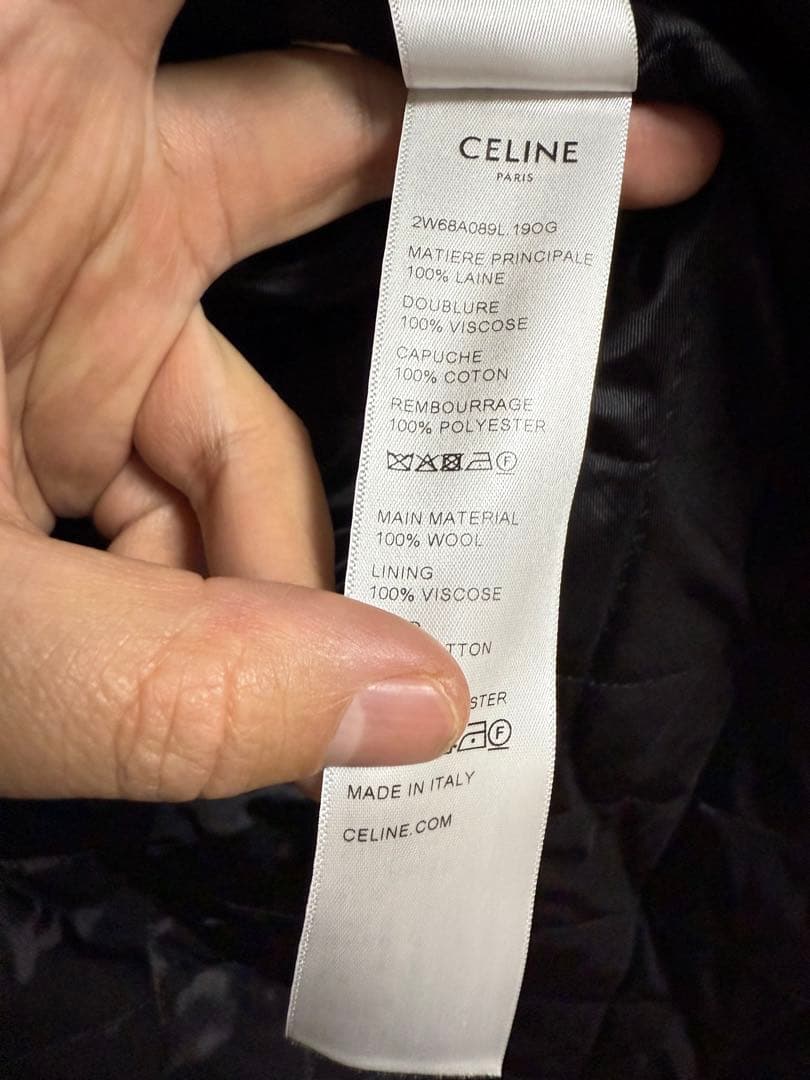 CELINE
PARIS
2W68A089L.19OG
MATIERE PRINCIPALE
100% LAINE
DOUBLURE
100% VISCOSE
CAPUCHE
100% COTON
REMBOURRAGE
100% POLYESTER
F
MAIN MATERIAL
100% WOOL
LINING
100% VISCOSE
F
MADE IN ITALY
CELINE.COM